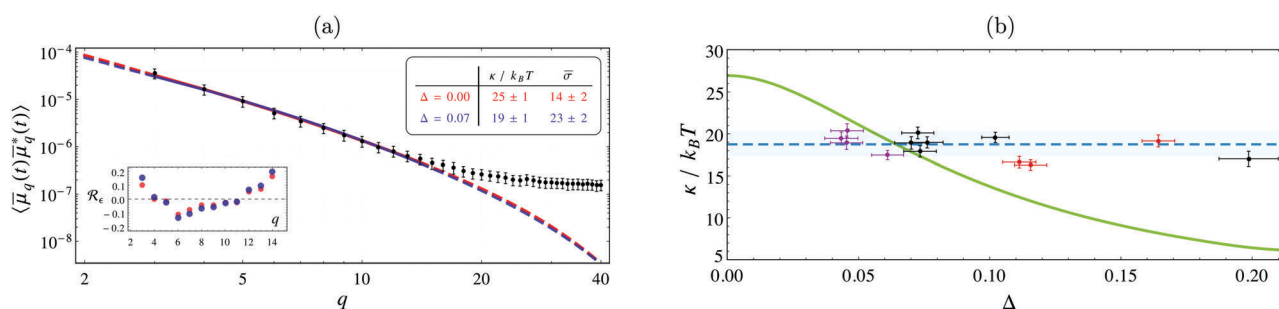 (a)
10⁻⁴
10⁻⁵
10⁻⁶
10⁻⁷
10⁻⁸
⟨μ̅_q(t)μ̅*_q(t)⟩
κ / k_BT σ̅
Δ = 0.00 25 ± 1 14 ± 2
Δ = 0.07 19 ± 1 23 ± 2
ℛ_ϵ
0.2
0.1
0.0
-0.1
-0.2
2 4 6 8 10 12 14
q
2 5 10 20 40
q
(b)
30
25
20
15
10
5
κ / k_BT
0.00 0.05 0.10 0.15 0.20
Δ